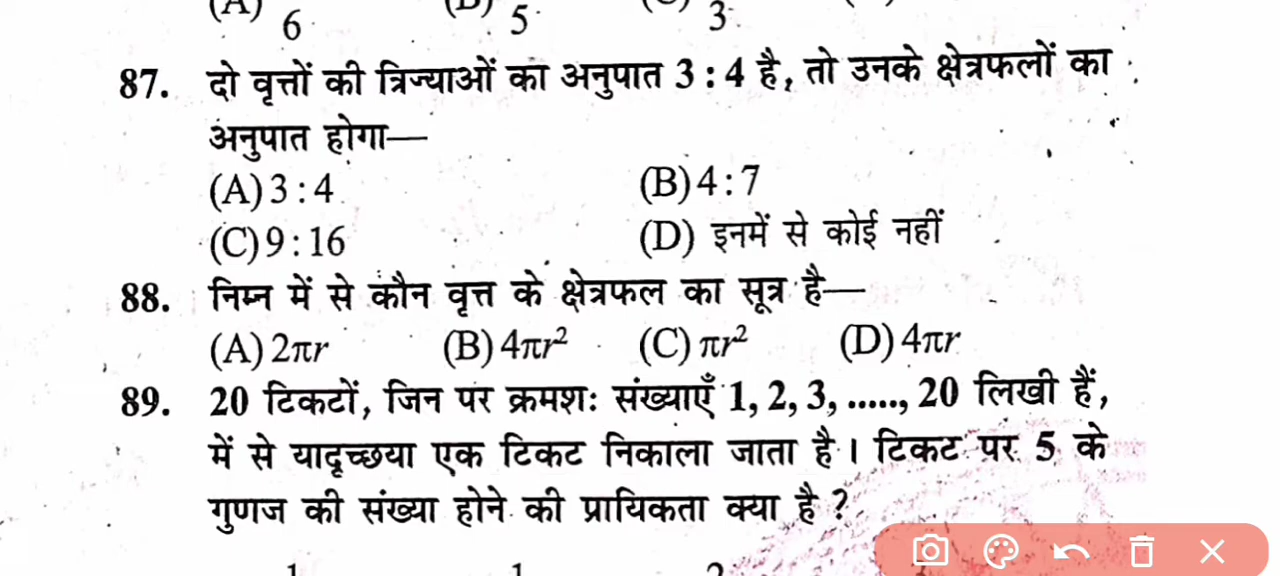 (A) 6 (B) 5 (C) 3
87. दो वृत्तों की त्रिज्याओं का अनुपात 3 : 4 है, तो उनके क्षेत्रफलों का
अनुपात होगा—
(A) 3 : 4 (B) 4 : 7
(C) 9 : 16 (D) इनमें से कोई नहीं
88. निम्न में से कौन वृत्त के क्षेत्रफल का सूत्र है—
(A) 2πr (B) 4πr² (C) πr² (D) 4πr
89. 20 टिकटों, जिन पर क्रमशः संख्याएँ 1, 2, 3, ....., 20 लिखी हैं,
में से यादृच्छया एक टिकट निकाला जाता है। टिकट पर 5 के
गुणज की संख्या होने की प्रायिकता क्या है ?